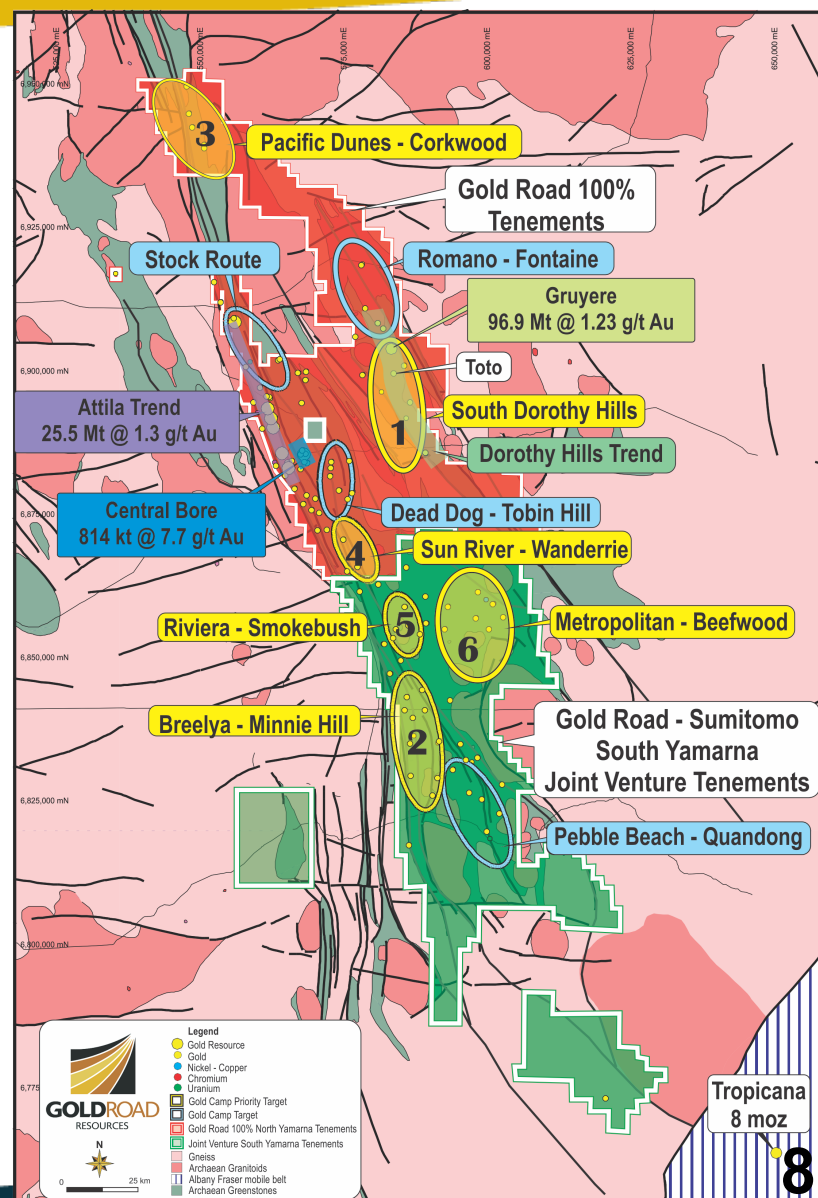 550,000 mE
575,000 mE
600,000 mE
625,000 mE
650,000 mE
6,950,000 mN
3
Pacific Dunes - Corkwood
Gold Road 100%
Tenements
6,925,000 mN
Stock Route
Romano - Fontaine
Gruyere
96.9 Mt @ 1.23 g/t Au
6,900,000 mN
Toto
Attila Trend
25.5 Mt @ 1.3 g/t Au
South Dorothy Hills
1
Dorothy Hills Trend
Central Bore
814 kt @ 7.7 g/t Au
6,875,000 mN
Dead Dog - Tobin Hill
4
Sun River - Wanderrie
Riviera - Smokebush
5
6
Metropolitan - Beefwood
6,850,000 mN
Breelya - Minnie Hill
2
Gold Road - Sumitomo
South Yamarna
Joint Venture Tenements
6,825,000 mN
Pebble Beach - Quandong
6,800,000 mN
6,775
Legend
Gold Resource
Gold
Nickel - Copper
Chromium
Uranium
Gold Camp Priority Target
Gold Camp Target
Gold Road 100% North Yamarna Tenements
Joint Venture South Yamarna Tenements
Gneiss
Archaean Granitoids
Albany Fraser mobile belt
Archaean Greenstones
GOLDROAD
RESOURCES
N
0 25 km
Tropicana
8 moz
8